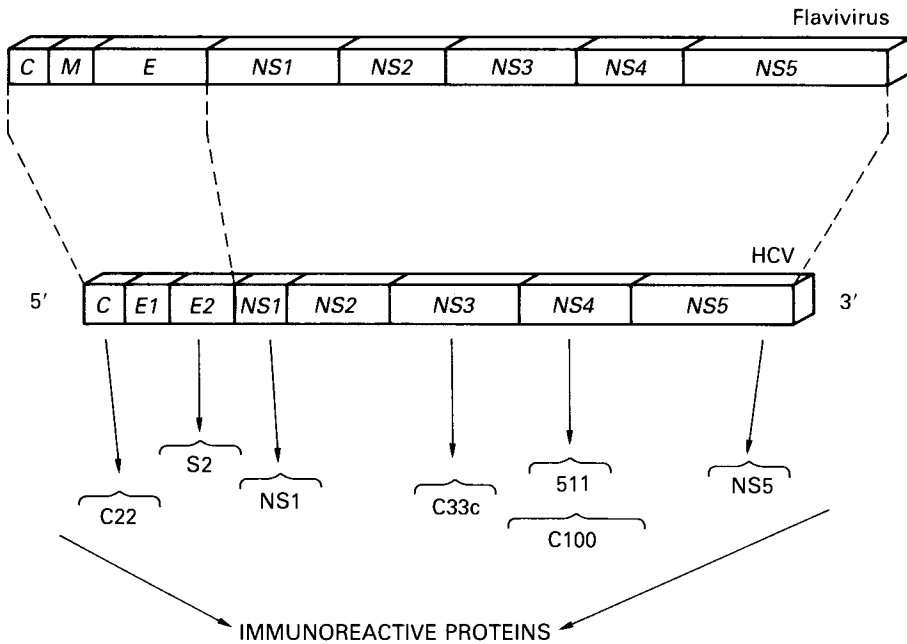 Flavivirus
C M E NS1 NS2 NS3 NS4 NS5
HCV
5′ C E1 E2 NS1 NS2 NS3 NS4 NS5 3′
S2
511
NS5
NS1
C33c
C22
C100
IMMUNOREACTIVE PROTEINS